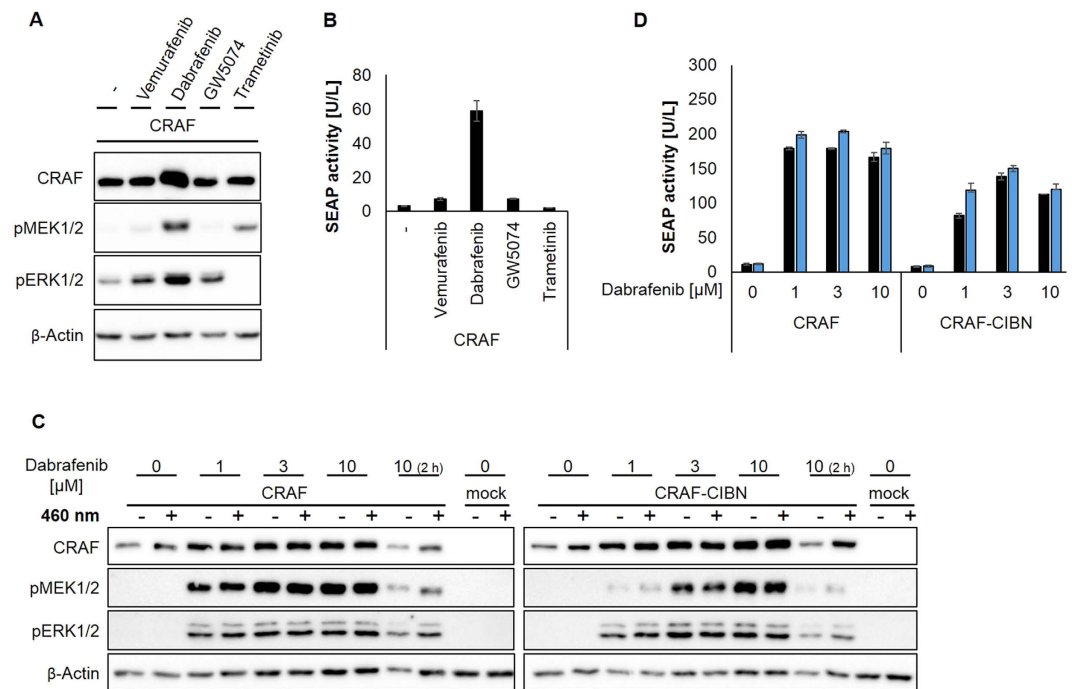 A
- Vemurafenib Dabrafenib GW5074 Trametinib
CRAF
CRAF
pMEK1/2
pERK1/2
β-Actin
B
SEAP activity [U/L]
80
60
40
20
0
- Vemurafenib Dabrafenib GW5074 Trametinib
CRAF
D
SEAP activity [U/L]
300
250
200
150
100
50
0
Dabrafenib [µM] 0 1 3 10 0 1 3 10
CRAF CRAF-CIBN
C
Dabrafenib [µM] 0 1 3 10 10 (2 h) 0 0 1 3 10 10 (2 h) 0
CRAF mock CRAF-CIBN mock
460 nm - + - + - + - + - + - + - + - + - + - + - + - +
CRAF
pMEK1/2
pERK1/2
β-Actin